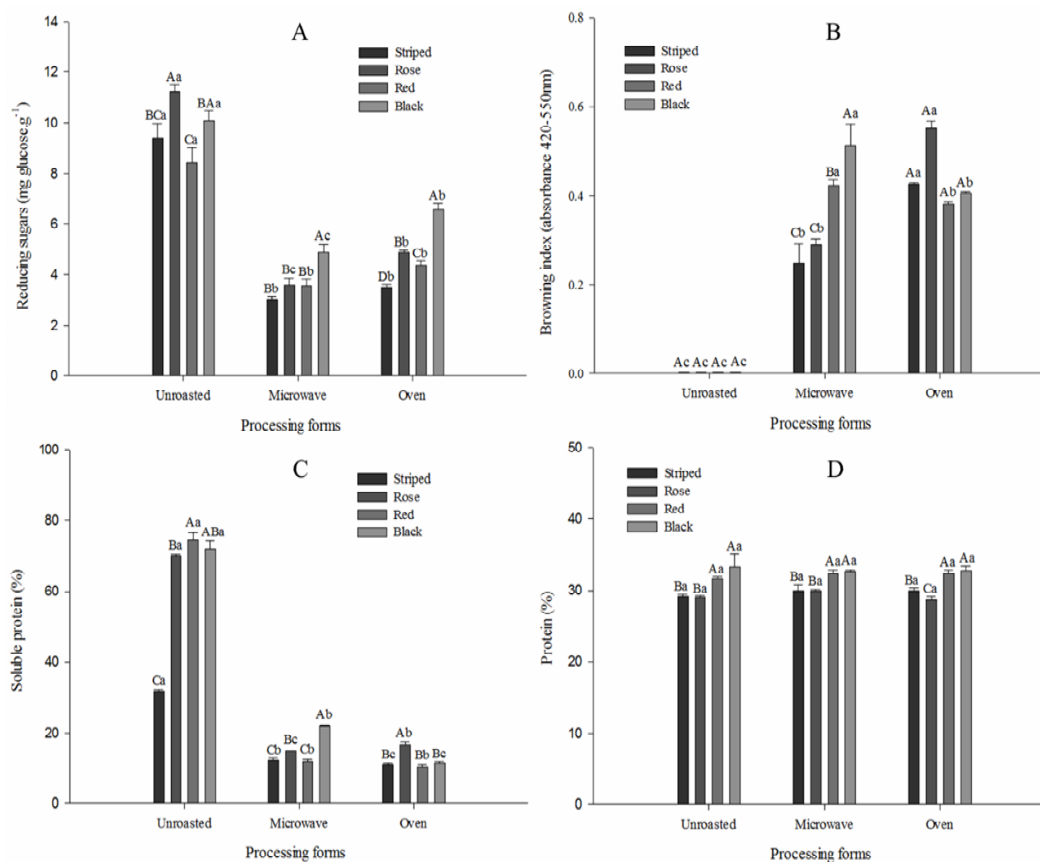 A
Reducing sugars (mg glucose.g⁻¹)
14
12
10
8
6
4
2
0
Striped
Rose
Red
Black
BCa Aa Ca BAa
Bb Bc Bb Ac
Db Bb Cb Ab
Unroasted Microwave Oven
Processing forms
B
Browning index (absorbance 420-550nm)
0.8
0.6
0.4
0.2
0.0
Striped
Rose
Red
Black
Ac Ac Ac Ac
Cb Cb Ba Aa
Aa Aa Ab Ab
Unroasted Microwave Oven
Processing forms
C
Soluble protein (%)
100
80
60
40
20
0
Striped
Rose
Red
Black
Ca Ba Aa ABa
Cb Bc Cb Ab
Bc Ab Bb Bc
Unroasted Microwave Oven
Processing forms
D
Protein (%)
50
40
30
20
10
0
Striped
Rose
Red
Black
Ba Ba Aa Aa
Ba Ba Aa Aa
Ba Ca Aa Aa
Unroasted Microwave Oven
Processing forms